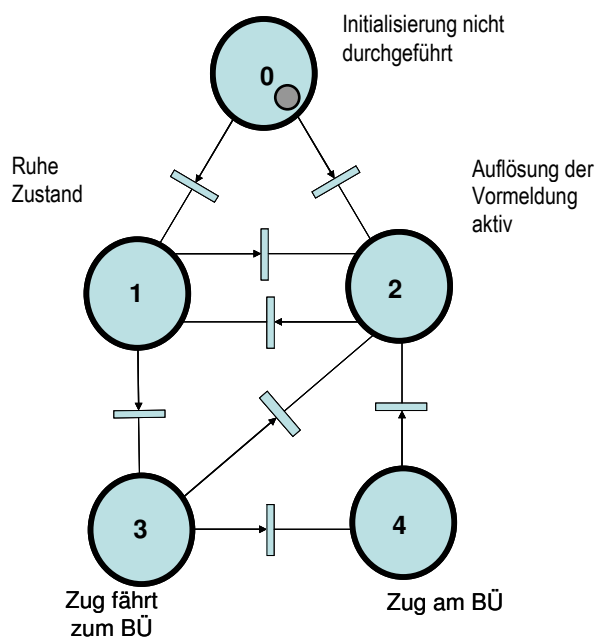 Initialisierung nicht
durchgeführt
0
Ruhe
Zustand
Auflösung der
Vormeldung
aktiv
1
2
3
4
Zug fährt
zum BÜ
Zug am BÜ